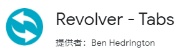 Revolver - Tabs
提供者：Ben Hedrington